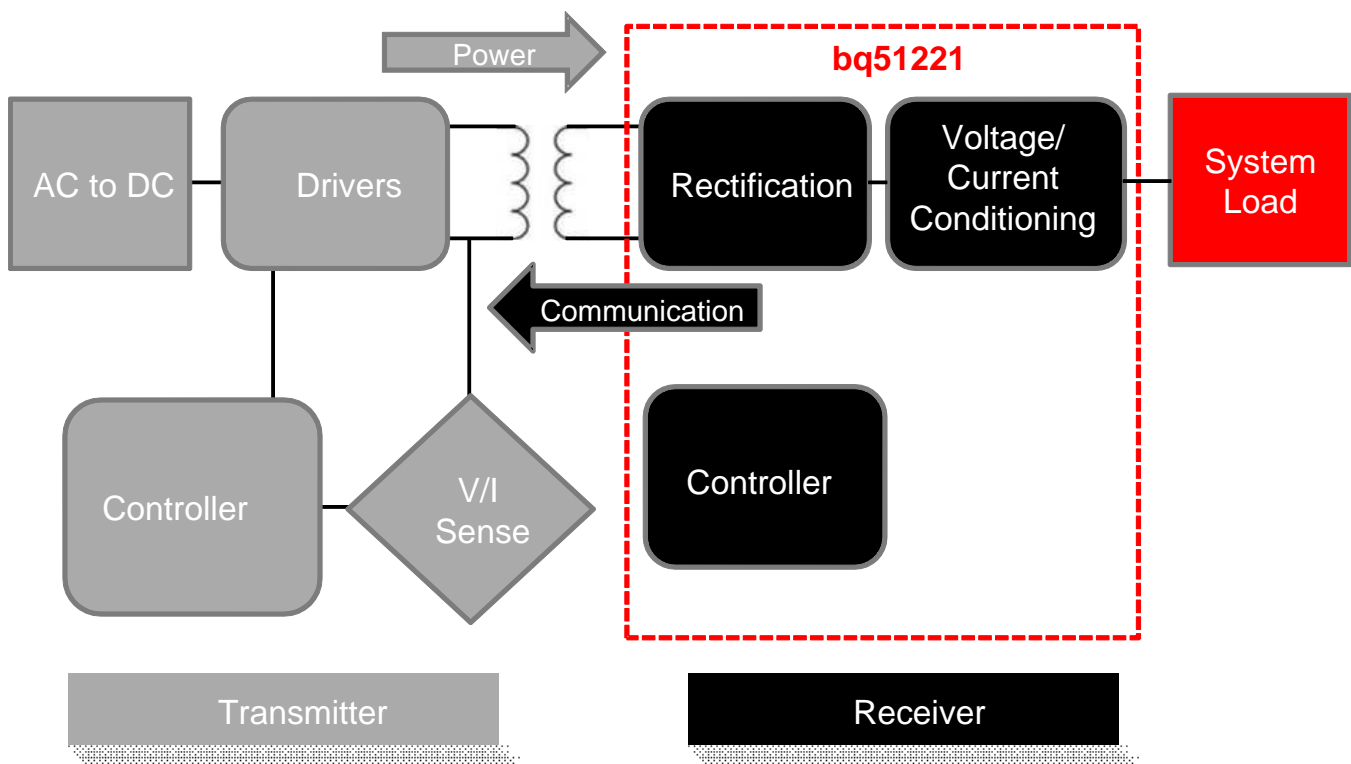 Power
bq51221
AC to DC
Drivers
Rectification
Voltage/
Current
Conditioning
System
Load
Communication
Controller
V/I
Sense
Controller
Transmitter
Receiver